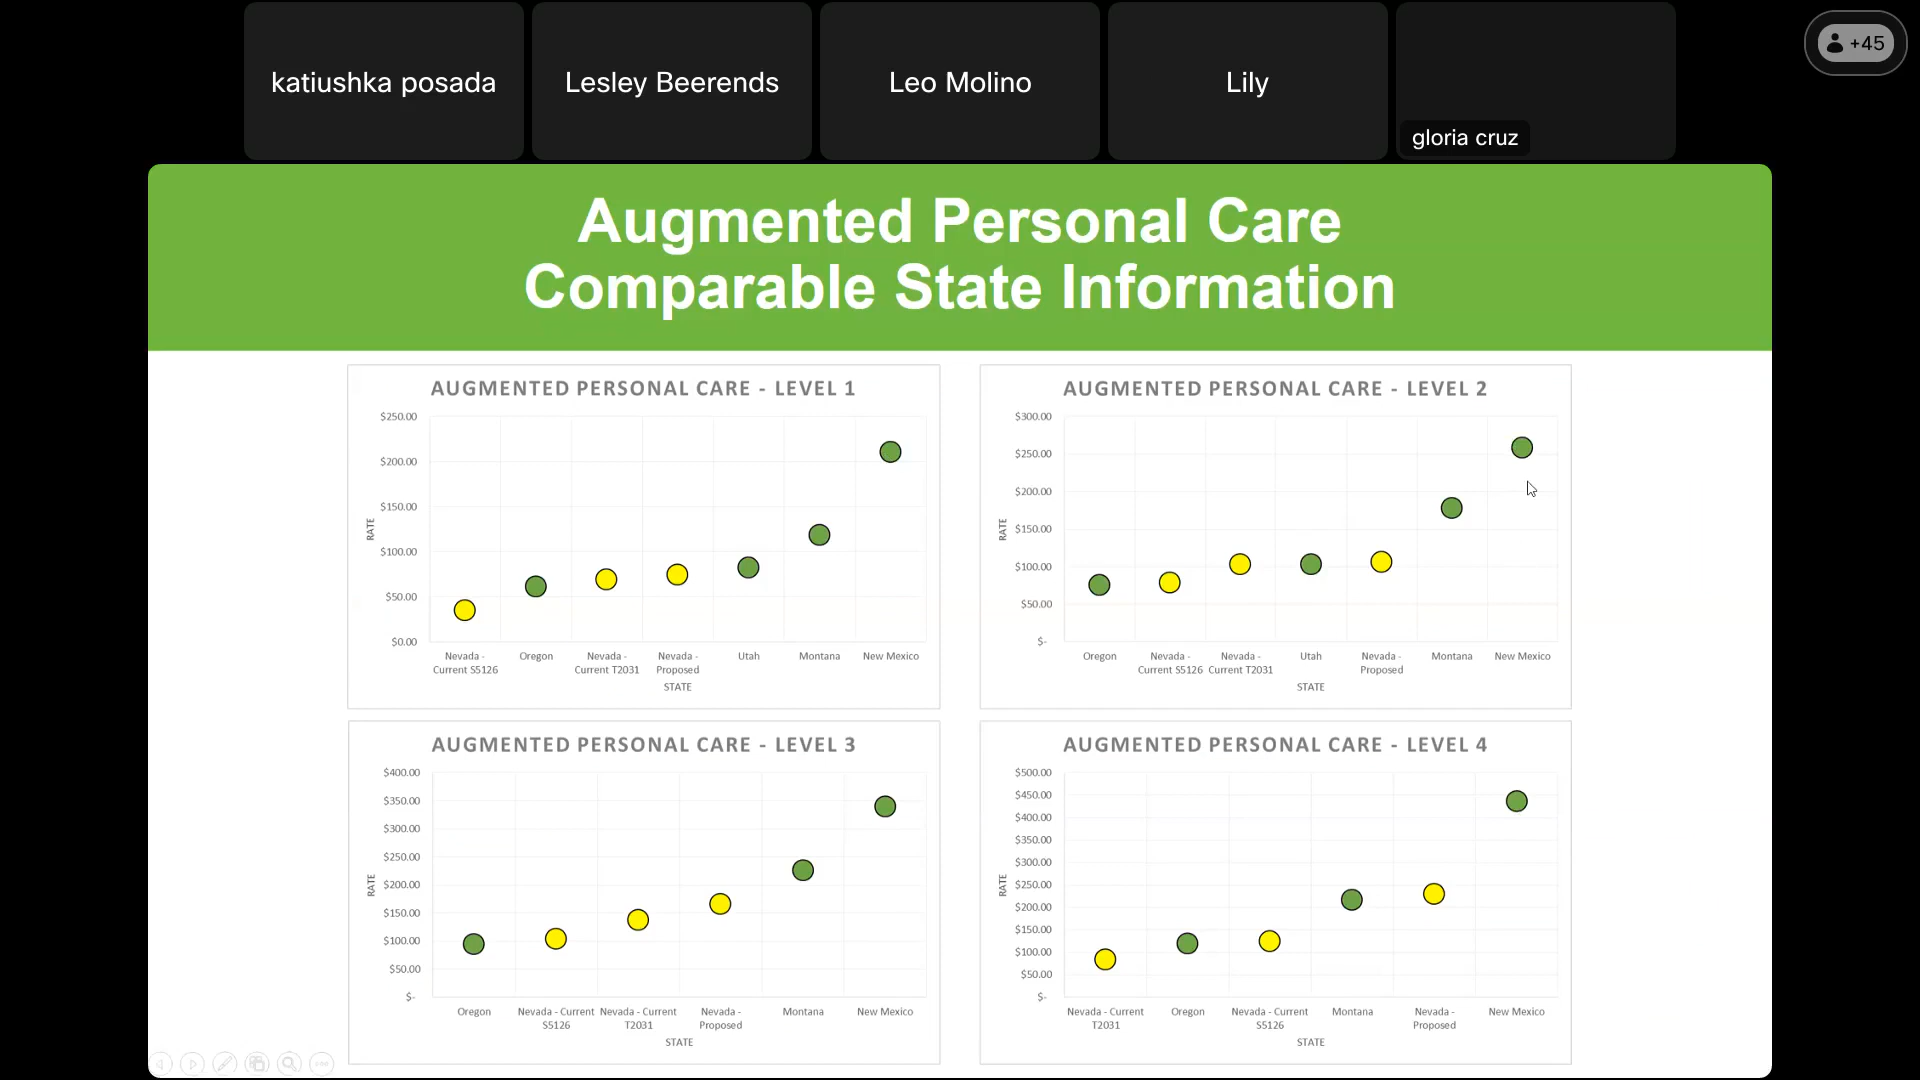 katiushka posada
Lesley Beerends
Leo Molino
Lily
gloria cruz
+45
Augmented Personal Care
Comparable State Information
AUGMENTED PERSONAL CARE - LEVEL 1
$250.00
$200.00
$150.00
$100.00
$50.00
$0.00
RATE
Nevada - Current S5126
Oregon
Nevada - Current T2031
Nevada - Proposed
Utah
Montana
New Mexico
STATE
AUGMENTED PERSONAL CARE - LEVEL 2
$300.00
$250.00
$200.00
$150.00
$100.00
$50.00
$-
RATE
Oregon
Nevada - Current S5126
Nevada - Current T2031
Utah
Nevada - Proposed
Montana
New Mexico
STATE
AUGMENTED PERSONAL CARE - LEVEL 3
$400.00
$350.00
$300.00
$250.00
$200.00
$150.00
$100.00
$50.00
$-
RATE
Oregon
Nevada - Current S5126
Nevada - Current T2031
Nevada - Proposed
Montana
New Mexico
STATE
AUGMENTED PERSONAL CARE - LEVEL 4
$500.00
$450.00
$400.00
$350.00
$300.00
$250.00
$200.00
$150.00
$100.00
$50.00
$-
RATE
Nevada - Current T2031
Oregon
Nevada - Current S5126
Montana
Nevada - Proposed
New Mexico
STATE